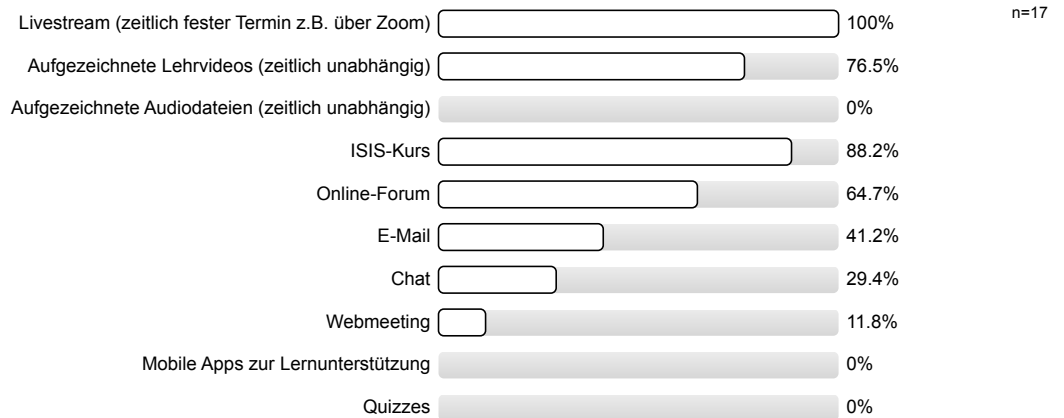 Livestream (zeitlich fester Termin z.B. über Zoom) 100% n=17
Aufgezeichnete Lehrvideos (zeitlich unabhängig) 76.5%
Aufgezeichnete Audiodateien (zeitlich unabhängig) 0%
ISIS-Kurs 88.2%
Online-Forum 64.7%
E-Mail 41.2%
Chat 29.4%
Webmeeting 11.8%
Mobile Apps zur Lernunterstützung 0%
Quizzes 0%